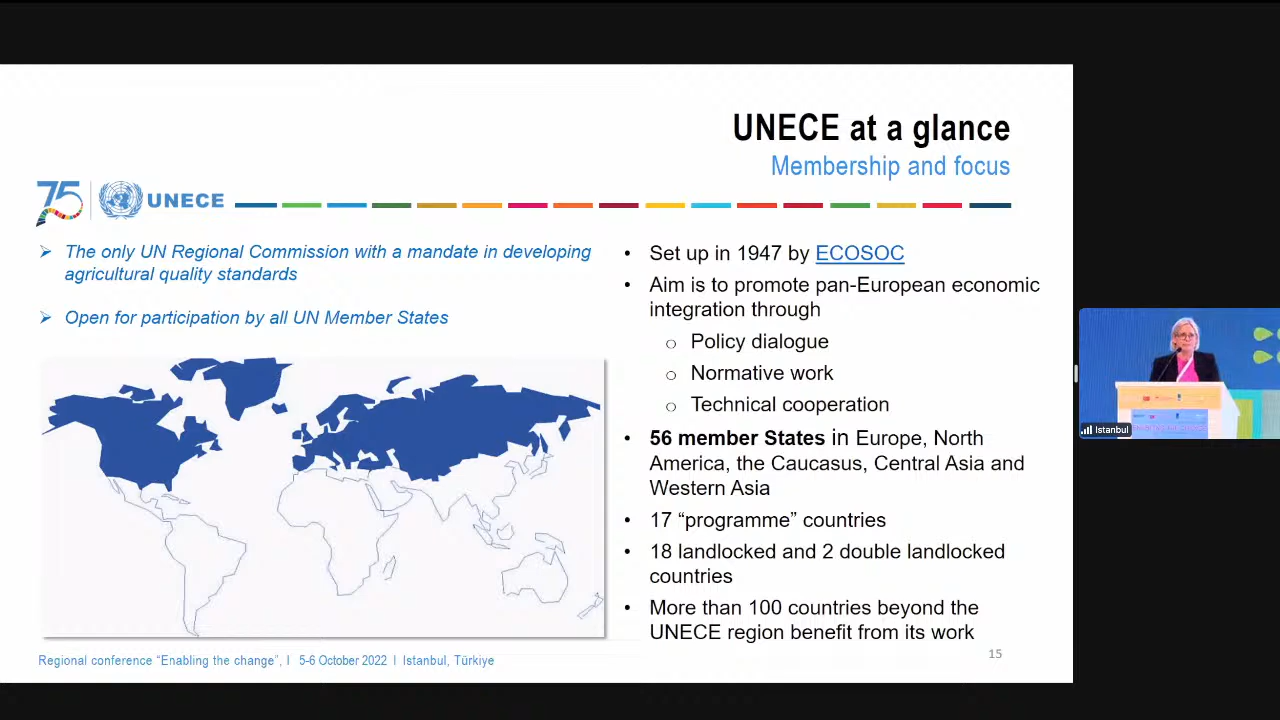 UNECE at a glance
Membership and focus
75
UNECE
The only UN Regional Commission with a mandate in developing
agricultural quality standards
Open for participation by all UN Member States
• Set up in 1947 by ECOSOC
• Aim is to promote pan-European economic
integration through
o Policy dialogue
o Normative work
o Technical cooperation
• 56 member States in Europe, North
America, the Caucasus, Central Asia and
Western Asia
• 17 “programme” countries
• 18 landlocked and 2 double landlocked
countries
• More than 100 countries beyond the
UNECE region benefit from its work
Regional conference “Enabling the change”, I 5-6 October 2022 I Istanbul, Türkiye
15
Istanbul